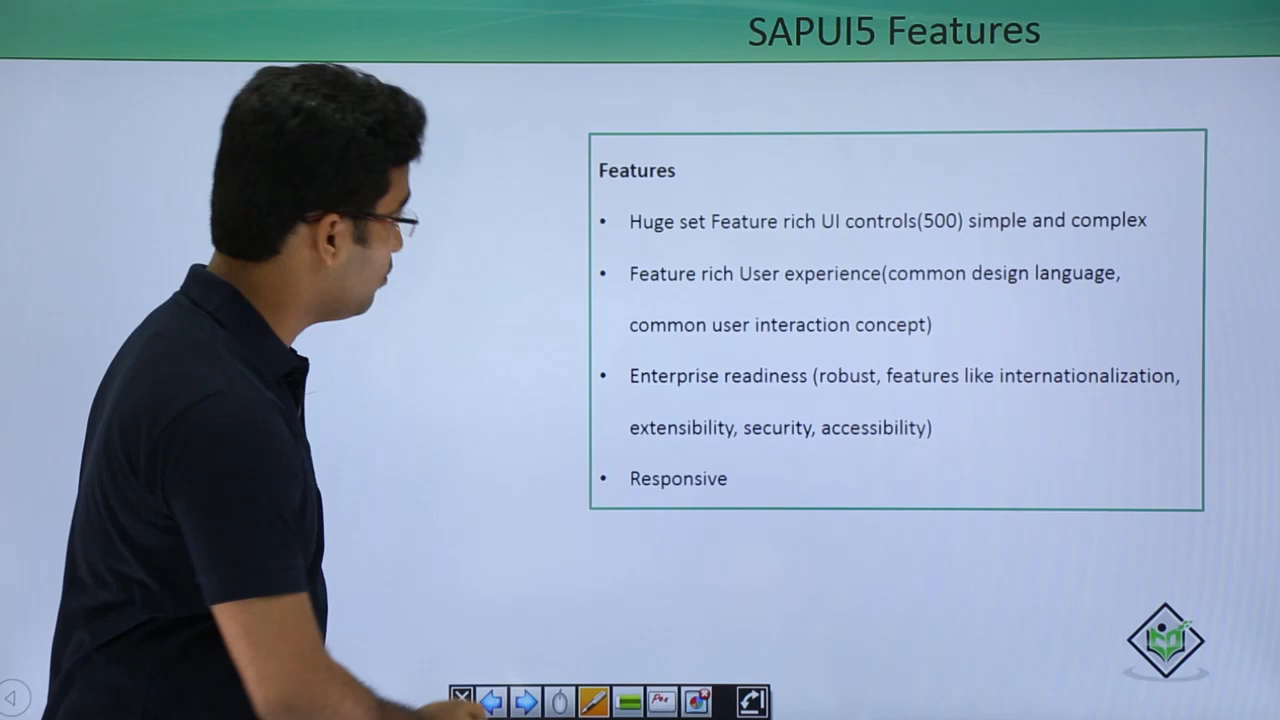 SAPUI5 Features
Features
• Huge set Feature rich UI controls(500) simple and complex
• Feature rich User experience(common design language,
common user interaction concept)
• Enterprise readiness (robust, features like internationalization,
extensibility, security, accessibility)
• Responsive